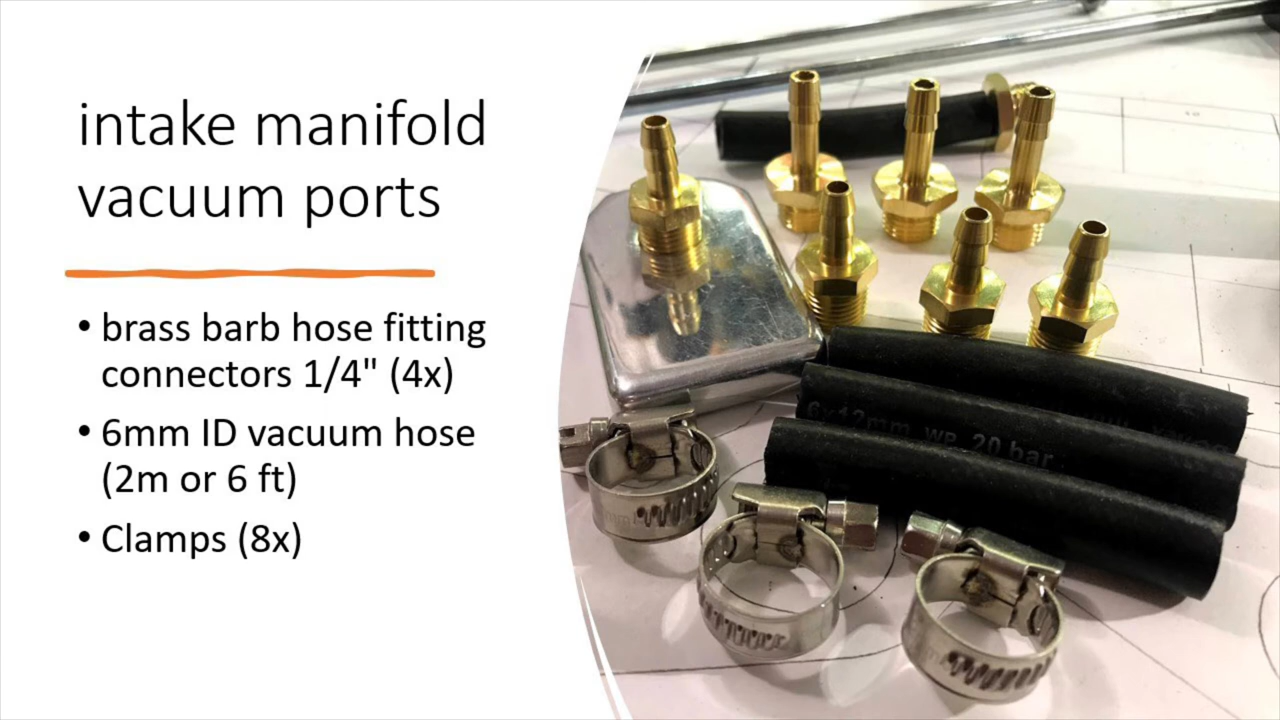 intake manifold
vacuum ports
• brass barb hose fitting
connectors 1/4" (4x)
• 6mm ID vacuum hose
(2m or 6 ft)
• Clamps (8x)
6x12mm WP 20 bar